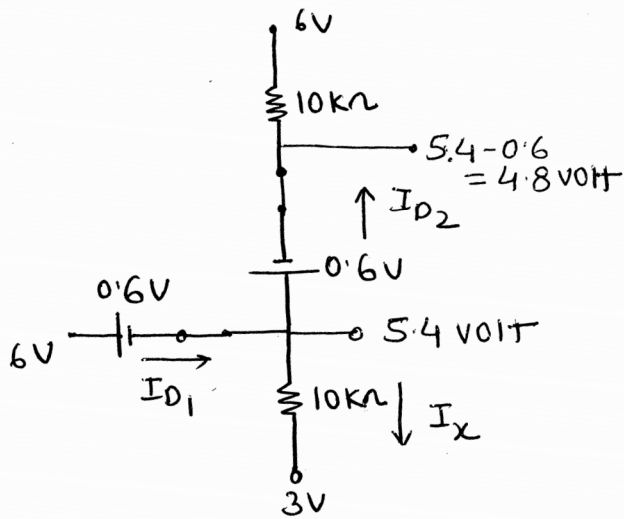 6V
10KΩ
5.4-0.6
= 4.8 VOlT
I_D2
0.6V
0.6V
6V
5.4 VOlT
I_D1
10KΩ
I_x
3V